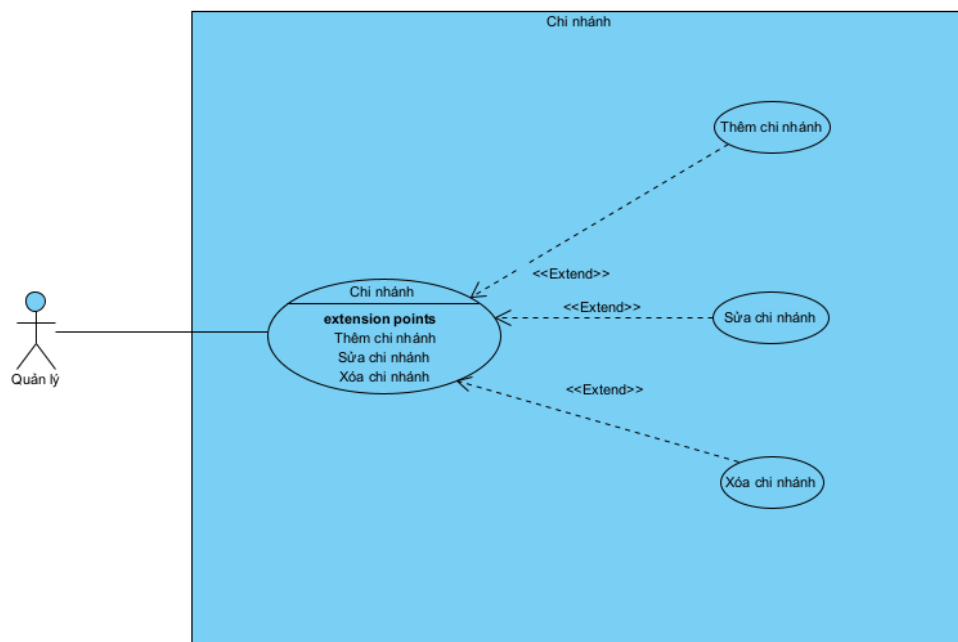 Chi nhánh
Thêm chi nhánh
<<Extend>>
Chi nhánh
extension points
Thêm chi nhánh
Sửa chi nhánh
Xóa chi nhánh
<<Extend>>
Sửa chi nhánh
Quản lý
<<Extend>>
Xóa chi nhánh